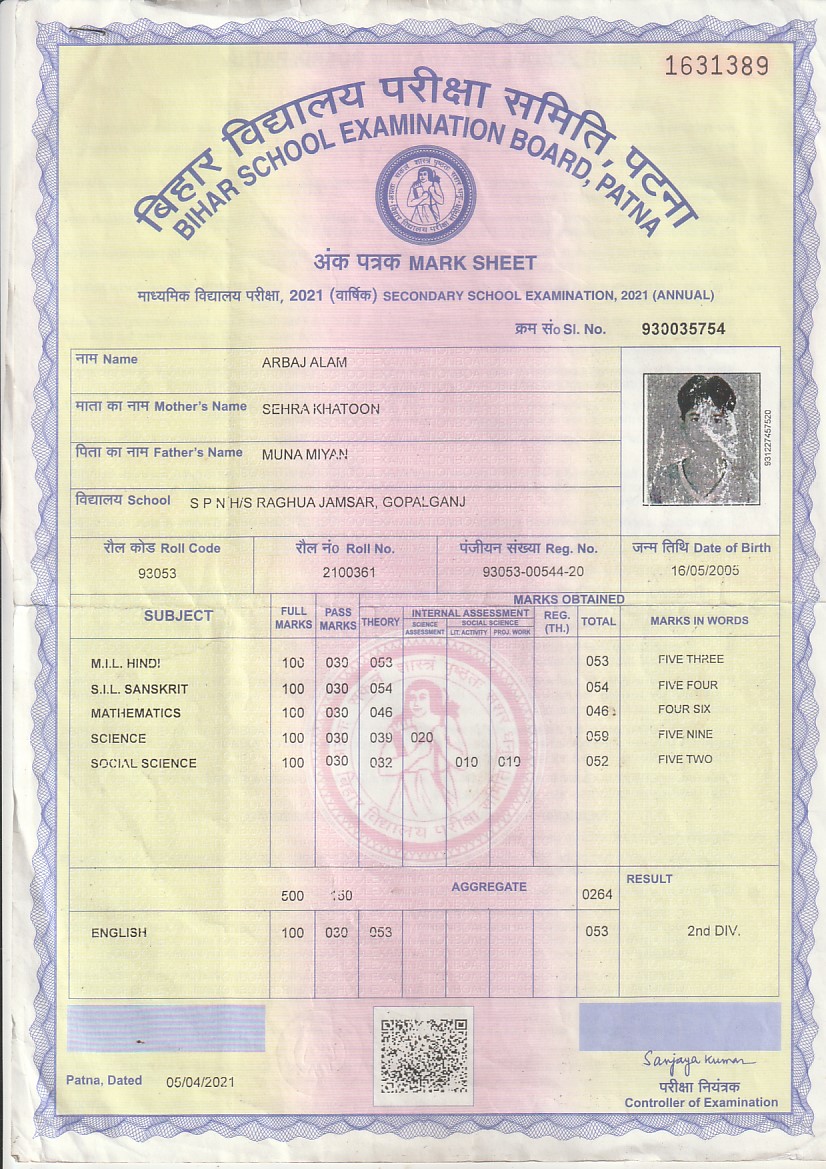 1631389
बिहार विद्यालय परीक्षा समिति, पटना
BIHAR SCHOOL EXAMINATION BOARD, PATNA
अंक पत्रक MARK SHEET
माध्यमिक विद्यालय परीक्षा, 2021 (वार्षिक) SECONDARY SCHOOL EXAMINATION, 2021 (ANNUAL)
क्रम सं० Sl. No. 930035754
नाम Name ARBAJ ALAM
माता का नाम Mother's Name SEHRA KHATOON
पिता का नाम Father's Name MUNA MIYAN
9312274575​20
विद्यालय School S P N H/S RAGHUA JAMSAR, GOPALGANJ
रौल कोड Roll Code रौल नं० Roll No. पंजीयन संख्या Reg. No. जन्म तिथि Date of Birth
93053 2100361 93053-00544-20 16/05/2005
MARKS OBTAINED
SUBJECT FULL MARKS PASS MARKS THEORY INTERNAL ASSESSMENT REG. (TH.) TOTAL MARKS IN WORDS
SCIENCE ASSESSMENT SOCIAL SCIENCE
LIT. ACTIVITY PROJ. WORK
M.I.L. HINDI 100 030 053 053 FIVE THREE
S.I.L. SANSKRIT 100 030 054 054 FIVE FOUR
MATHEMATICS 100 030 046 046 FOUR SIX
SCIENCE 100 030 039 020 059 FIVE NINE
SOCIAL SCIENCE 100 030 032 010 010 052 FIVE TWO
RESULT
500 150 AGGREGATE 0264
ENGLISH 100 030 053 053 2nd DIV.
Sanjaya Kumar
Patna, Dated 05/04/2021
परीक्षा नियंत्रक
Controller of Examination